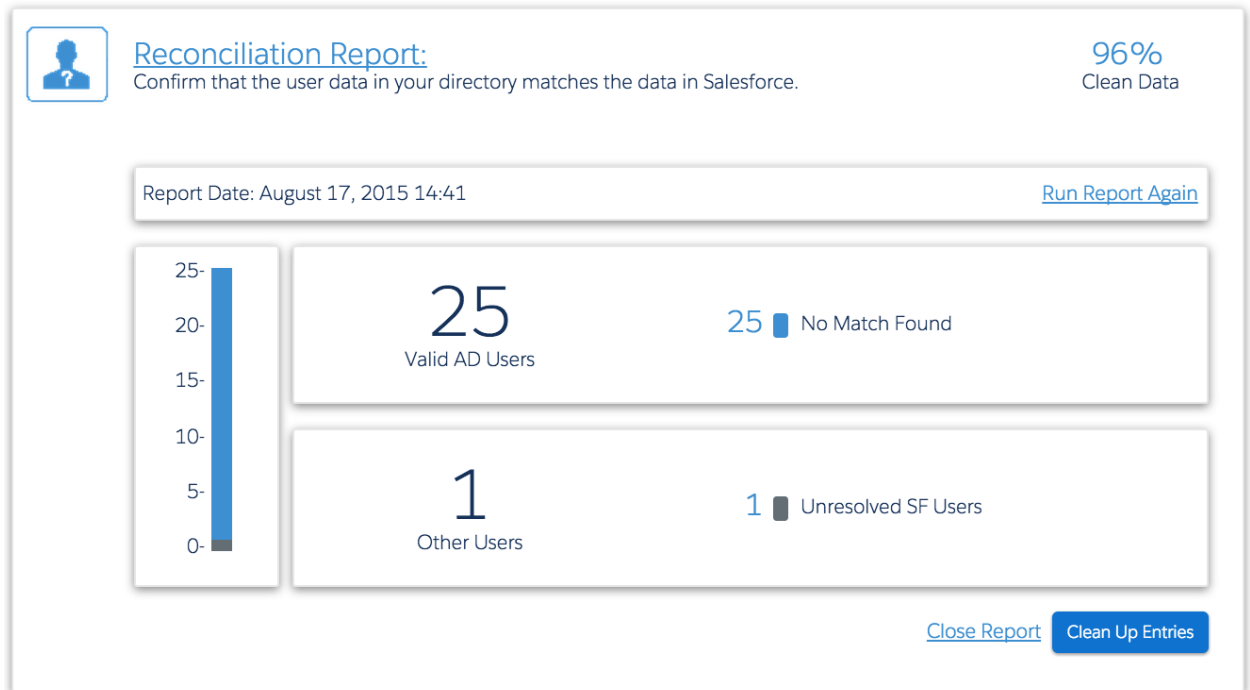 Reconciliation Report:
Confirm that the user data in your directory matches the data in Salesforce.
96%
Clean Data
?
Report Date: August 17, 2015 14:41
Run Report Again
25-
20-
15-
10-
5-
0-
25
Valid AD Users
25 No Match Found
1
Other Users
1 Unresolved SF Users
Close Report
Clean Up Entries